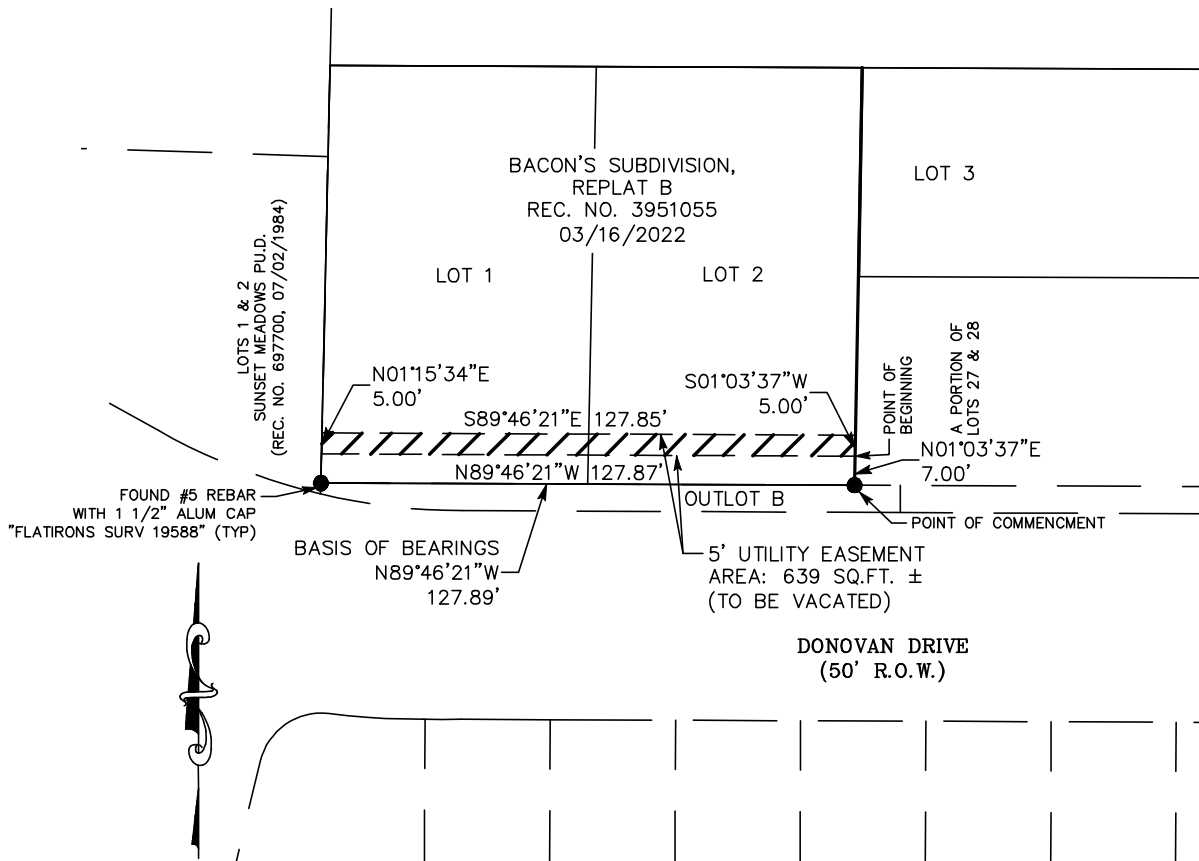 BACON'S SUBDIVISION,
REPLAT B
REC. NO. 3951055
03/16/2022
LOT 3
LOT 1
LOT 2
LOTS 1 & 2
SUNSET MEADOWS PU.D.
(REC. NO. 697700, 07/02/1984)
N01°15'34"E
5.00'
S01°03'37"W
5.00'
POINT OF
BEGINNING
A PORTION OF
LOTS 27 & 28
S89°46'21"E 127.85'
N89°46'21"W 127.87'
N01°03'37"E
7.00'
OUTLOT B
FOUND #5 REBAR
WITH 1 1/2" ALUM CAP
"FLATIRONS SURV 19588" (TYP)
POINT OF COMMENCMENT
BASIS OF BEARINGS
N89°46'21"W
127.89'
5' UTILITY EASEMENT
AREA: 639 SQ.FT. ±
(TO BE VACATED)
DONOVAN DRIVE
(50' R.O.W.)